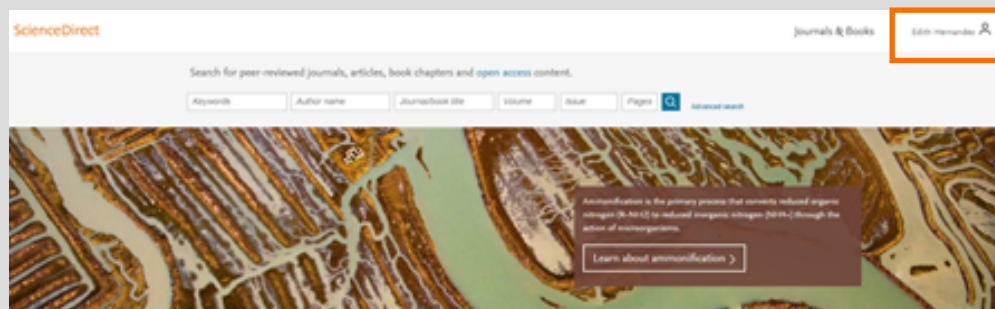 ScienceDirect
Journals & Books
Edith Hernandez
Search for peer-reviewed journals, articles, book chapters and open access content.
Keywords
Author name
Journal/book title
Volume
Issue
Pages
Advanced search
Ammonification is the primary process that converts reduced organic
nitrogen (R-NH2) to reduced inorganic nitrogen (NH4+) through the
action of microorganisms.
Learn about ammonification >